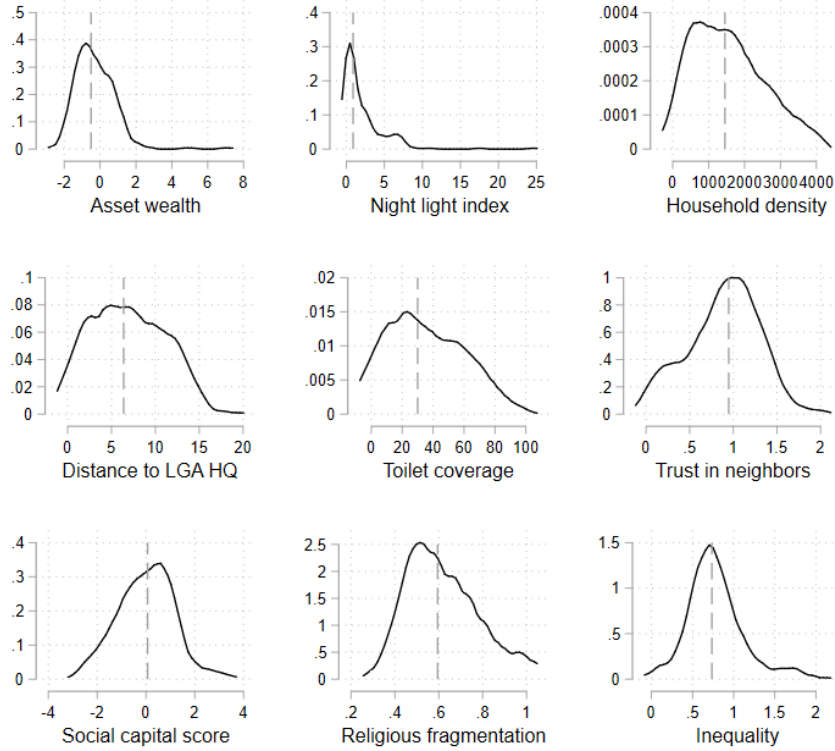 .5
.4
.3
.2
.1
0
-2 0 2 4 6 8
Asset wealth
.4
.3
.2
.1
0
0 5 10 15 20 25
Night light index
.0004
.0003
.0002
.0001
0
0 1000 2000 3000 4000
Household density
.1
.08
.06
.04
.02
0
0 5 10 15 20
Distance to LGA HQ
.02
.015
.01
.005
0
0 20 40 60 80 100
Toilet coverage
1
.8
.6
.4
.2
0
0 .5 1 1.5 2
Trust in neighbors
.4
.3
.2
.1
0
-4 -2 0 2 4
Social capital score
2.5
2
1.5
1
.5
0
.2 .4 .6 .8 1
Religious fragmentation
1.5
1
.5
0
0 .5 1 1.5 2
Inequality